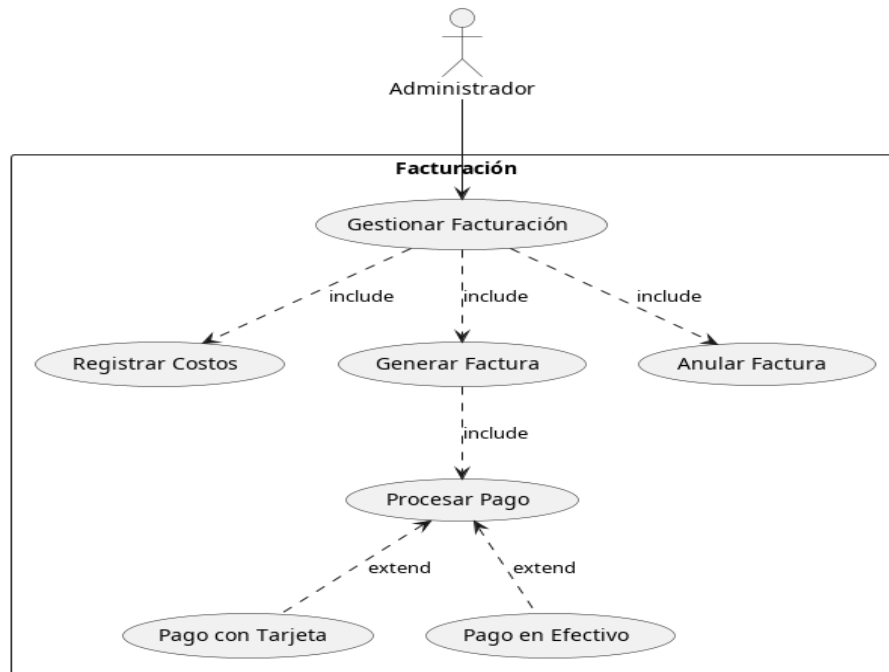 Administrador
Facturación
Gestionar Facturación
include
include
include
Registrar Costos
Generar Factura
Anular Factura
include
Procesar Pago
extend
extend
Pago con Tarjeta
Pago en Efectivo